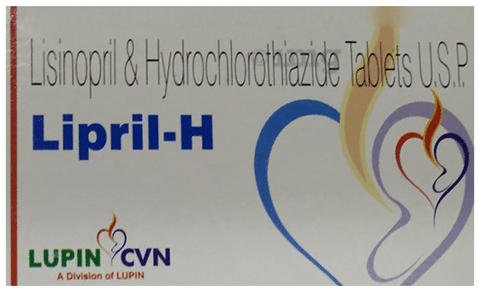 Lisinopril & Hydrochlorothiazide Tablets U.S.P.
Lipril-H
LUPIN CVN
A Division of LUPIN